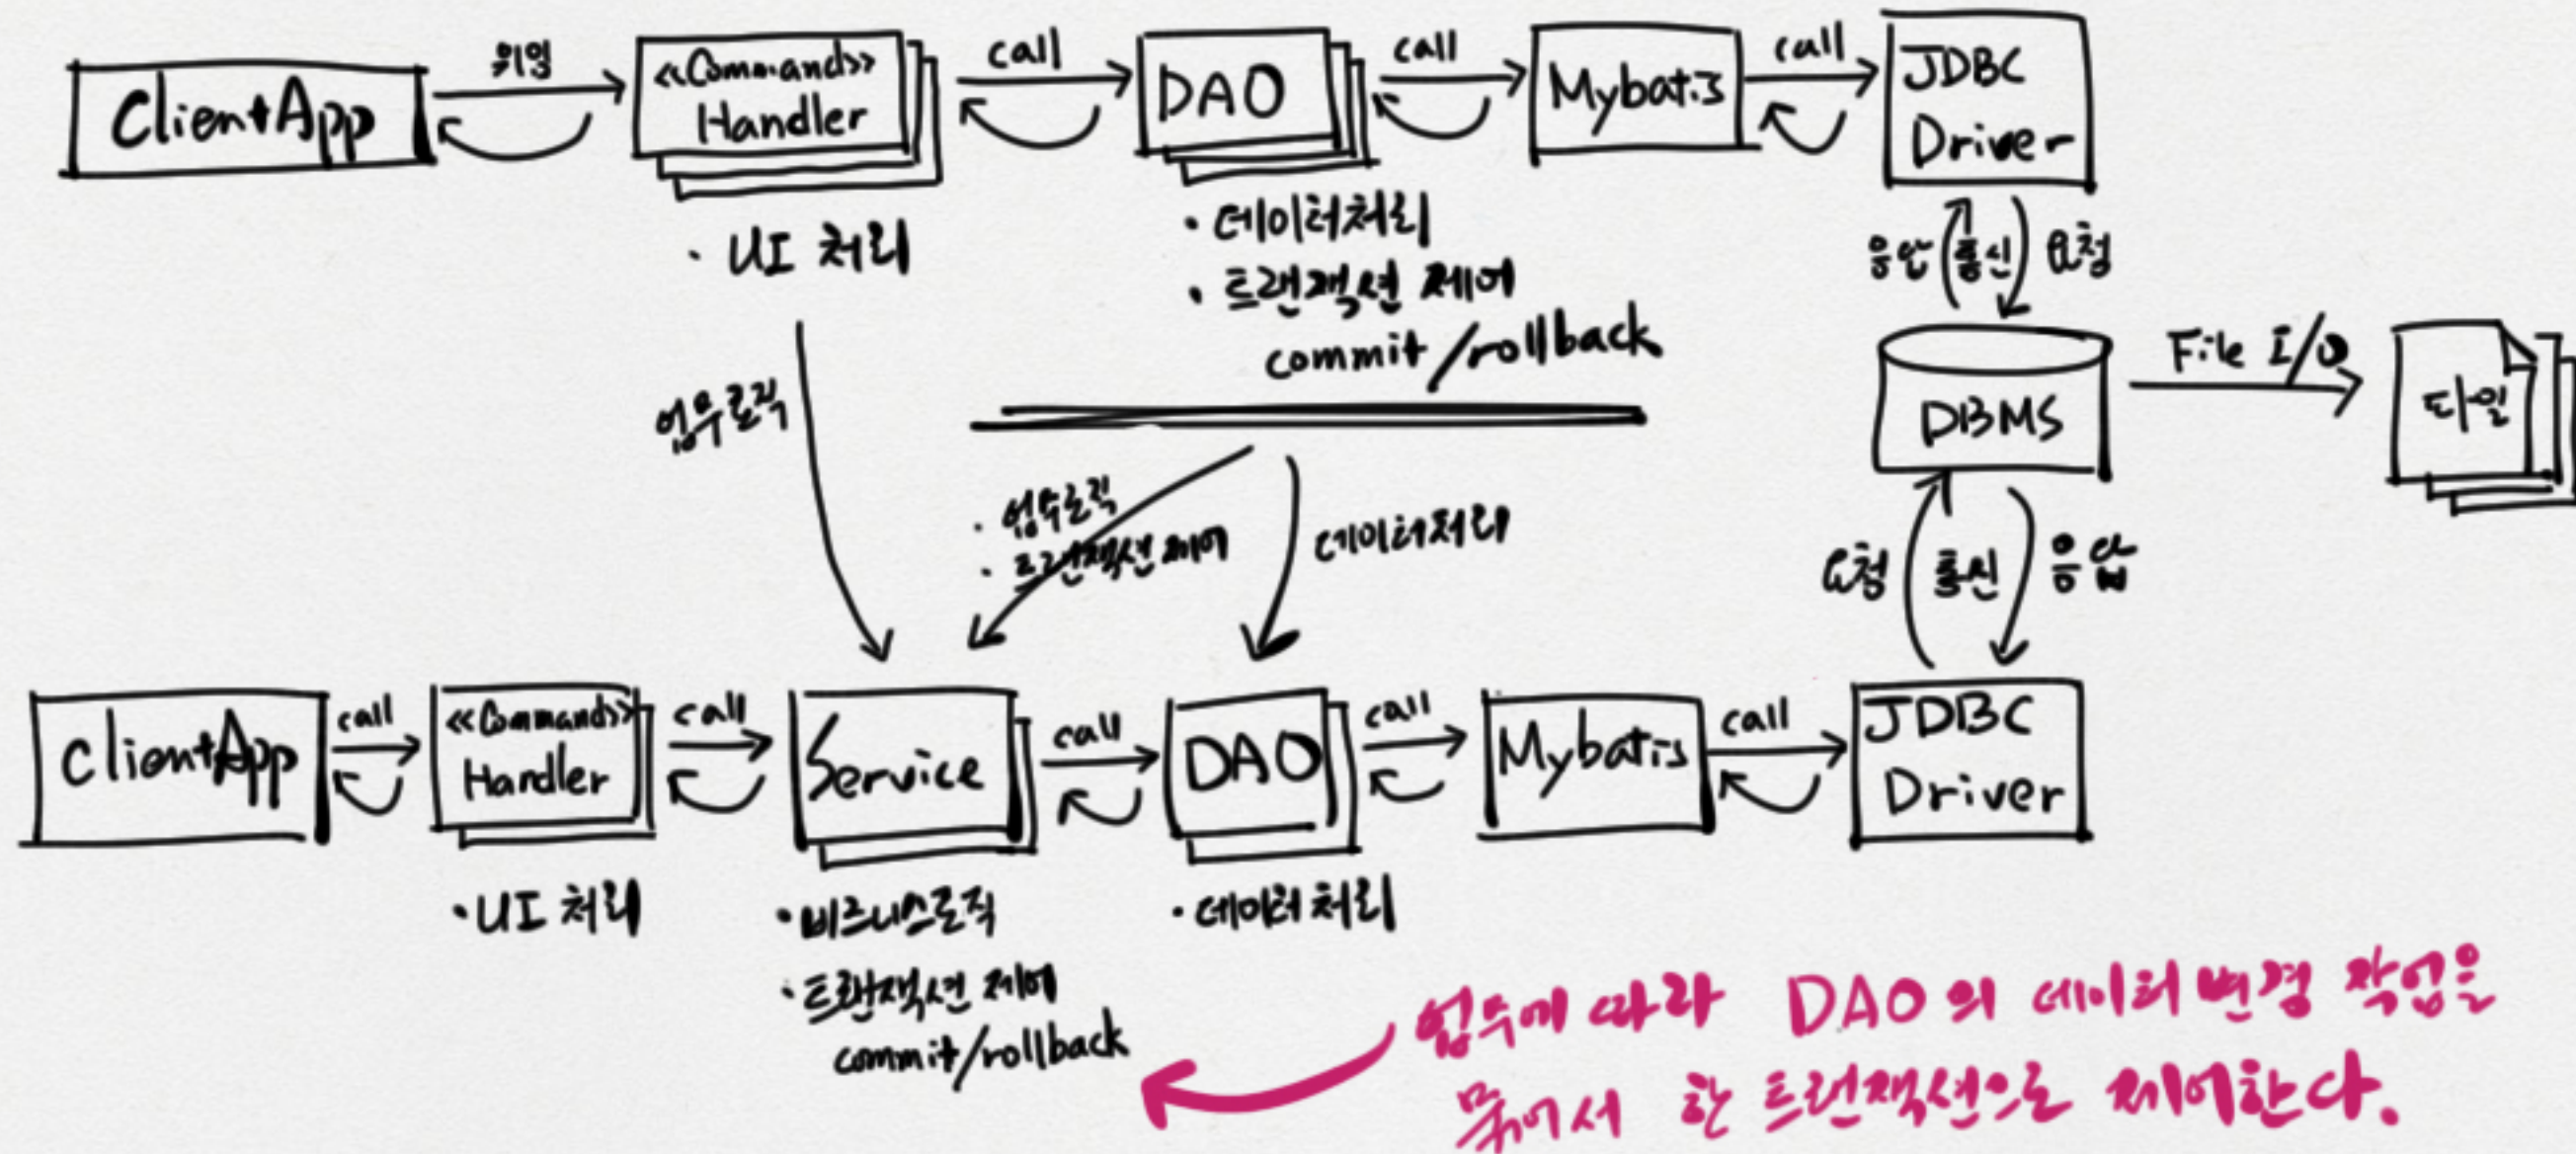 ClientApp
위임
<<Command>>
Handler
call
DAO
call
Mybatis
call
JDBC
Driver
· UI 처리
· 데이터처리
· 트랜잭션 제어
commit/rollback
응답
통신
요청
DBMS
File I/O
파일
업무로직
· 업무로직
· 트랜잭션 제어
데이터처리
요청
통신
응답
ClientApp
call
<<Command>>
Handler
call
Service
call
DAO
call
Mybatis
call
JDBC
Driver
· UI 처리
· 비즈니스로직
· 트랜잭션 제어
commit/rollback
· 데이터처리
업무에 따라 DAO의 데이터 변경 작업을
묶어서 한 트랜잭션으로 제어한다.